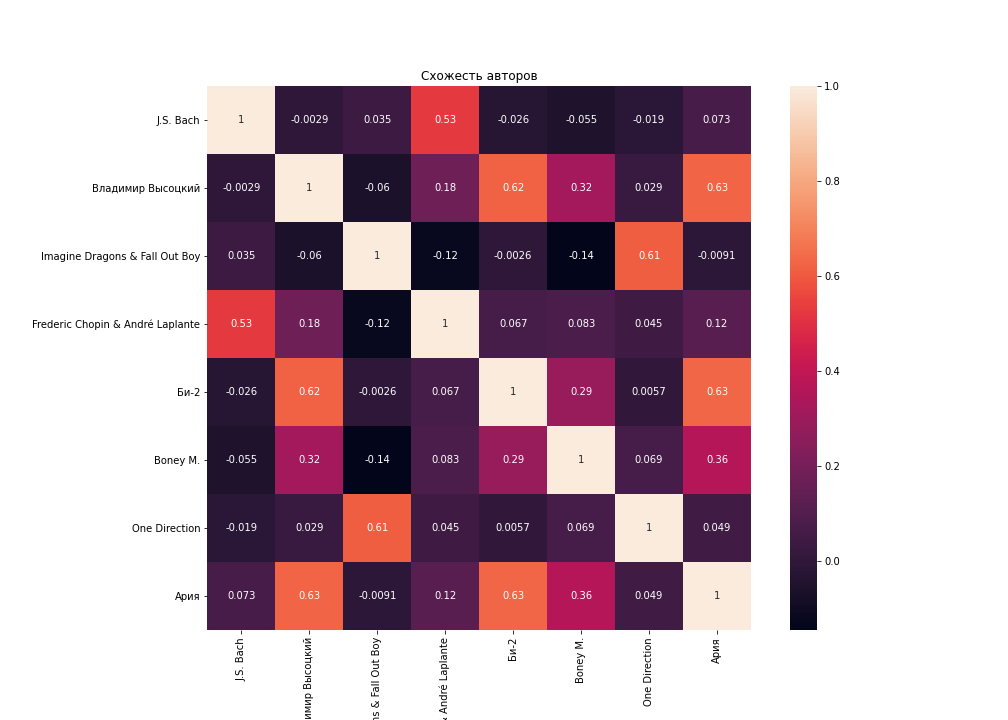 Схожесть авторов
J.S. Bach 1 -0.0029 0.035 0.53 -0.026 -0.055 -0.019 0.073
Владимир Высоцкий -0.0029 1 -0.06 0.18 0.62 0.32 0.029 0.63
Imagine Dragons & Fall Out Boy 0.035 -0.06 1 -0.12 -0.0026 -0.14 0.61 -0.0091
Frederic Chopin & André Laplante 0.53 0.18 -0.12 1 0.067 0.083 0.045 0.12
Би-2 -0.026 0.62 -0.0026 0.067 1 0.29 0.0057 0.63
Boney M. -0.055 0.32 -0.14 0.083 0.29 1 0.069 0.36
One Direction -0.019 0.029 0.61 0.045 0.0057 0.069 1 0.049
Ария 0.073 0.63 -0.0091 0.12 0.63 0.36 0.049 1
J.S. Bach
имир Высоцкий
ns & Fall Out Boy
& André Laplante
Би-2
Boney M.
One Direction
Ария
1.0
0.8
0.6
0.4
0.2
0.0